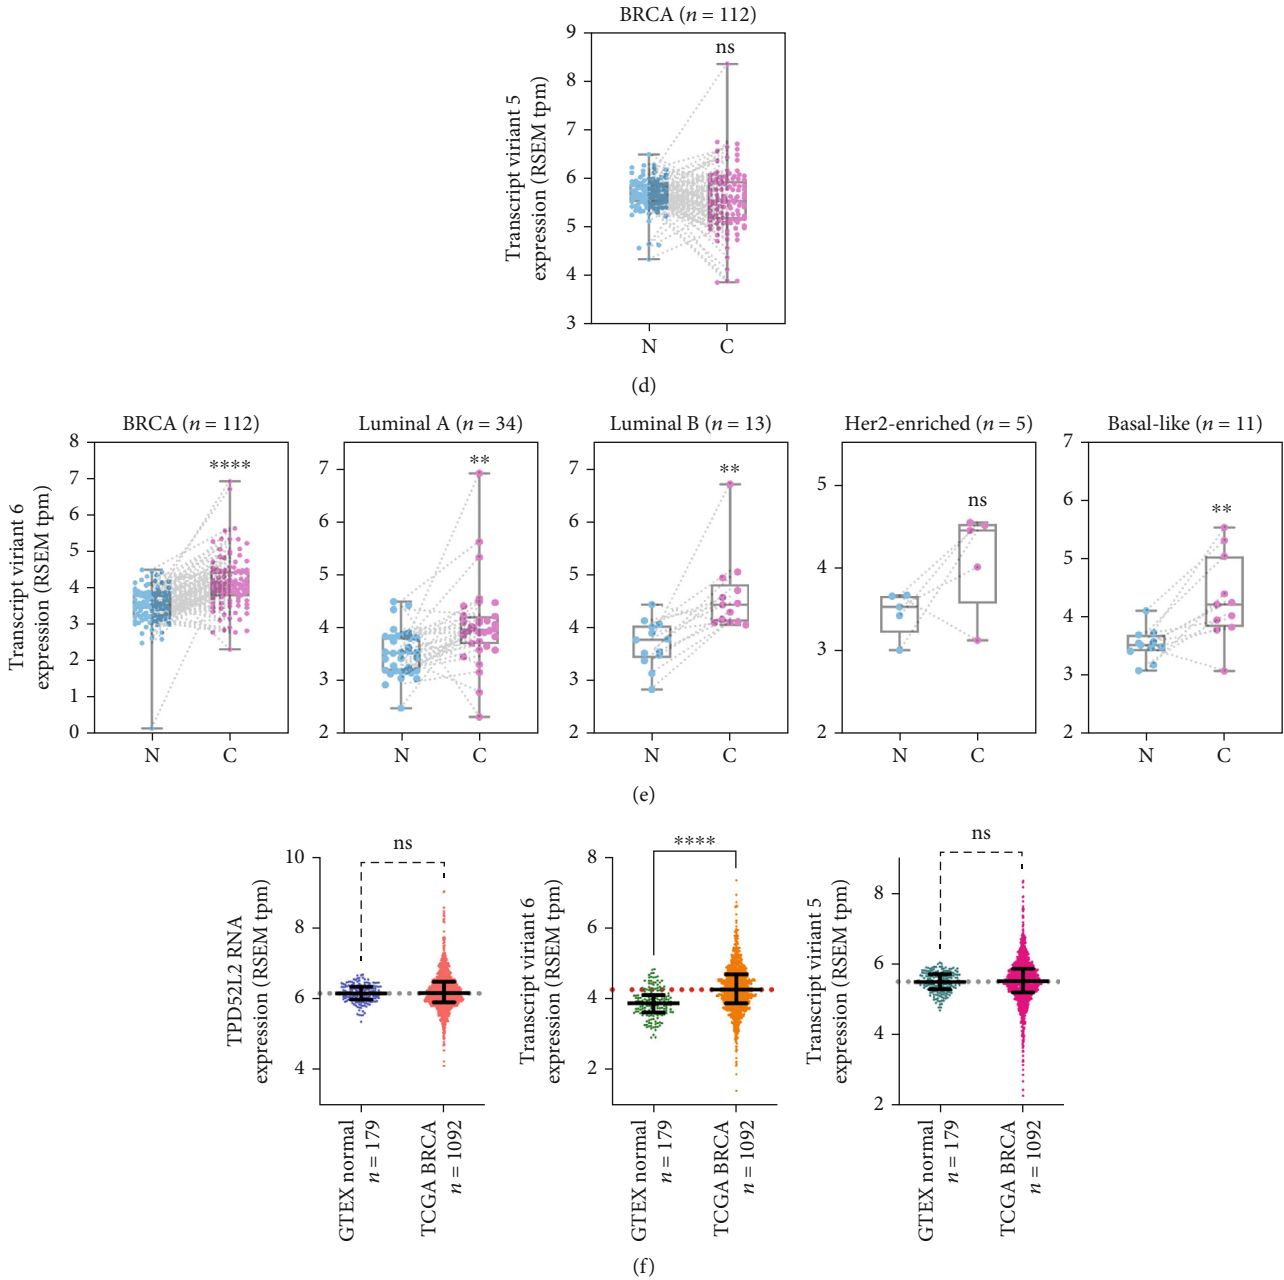 BRCA (n = 112)
Transcript viriant 5
expression (RSEM tpm)
9
8
7
6
5
4
3
ns
N
C
(d)
BRCA (n = 112)
Transcript viriant 6
expression (RSEM tpm)
8
7
6
5
4
3
2
1
0
****
N
C
Luminal A (n = 34)
7
6
5
4
3
2
**
N
C
Luminal B (n = 13)
7
6
5
4
3
2
**
N
C
Her2-enriched (n = 5)
5
4
3
2
ns
N
C
Basal-like (n = 11)
7
6
5
4
3
2
**
N
C
(e)
TPD52L2 RNA
expression (RSEM tpm)
10
8
6
4
ns
GTEX normal
n = 179
TCGA BRCA
n = 1092
Transcript viriant 6
expression (RSEM tpm)
8
6
4
2
****
GTEX normal
n = 179
TCGA BRCA
n = 1092
Transcript viriant 5
expression (RSEM tpm)
8
6
4
2
ns
GTEX normal
n = 179
TCGA BRCA
n = 1092
(f)